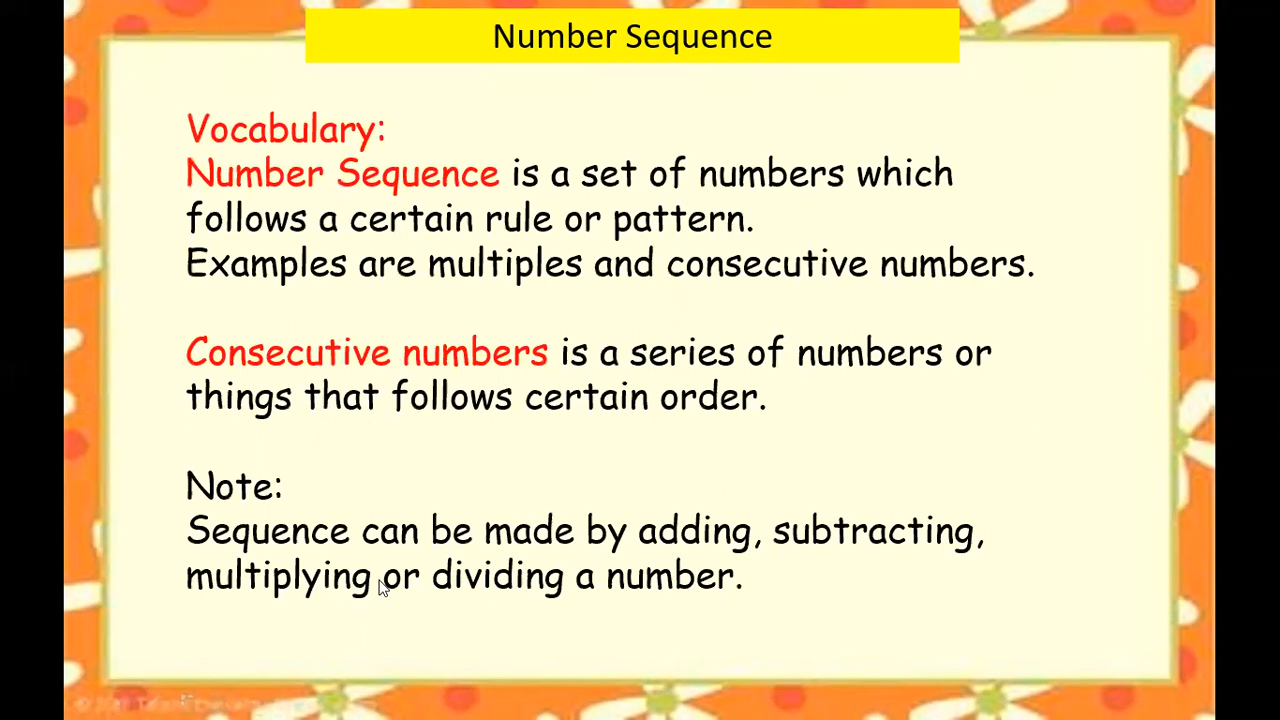 Number Sequence
Vocabulary:
Number Sequence is a set of numbers which
follows a certain rule or pattern.
Examples are multiples and consecutive numbers.
Consecutive numbers is a series of numbers or
things that follows certain order.
Note:
Sequence can be made by adding, subtracting,
multiplying or dividing a number.